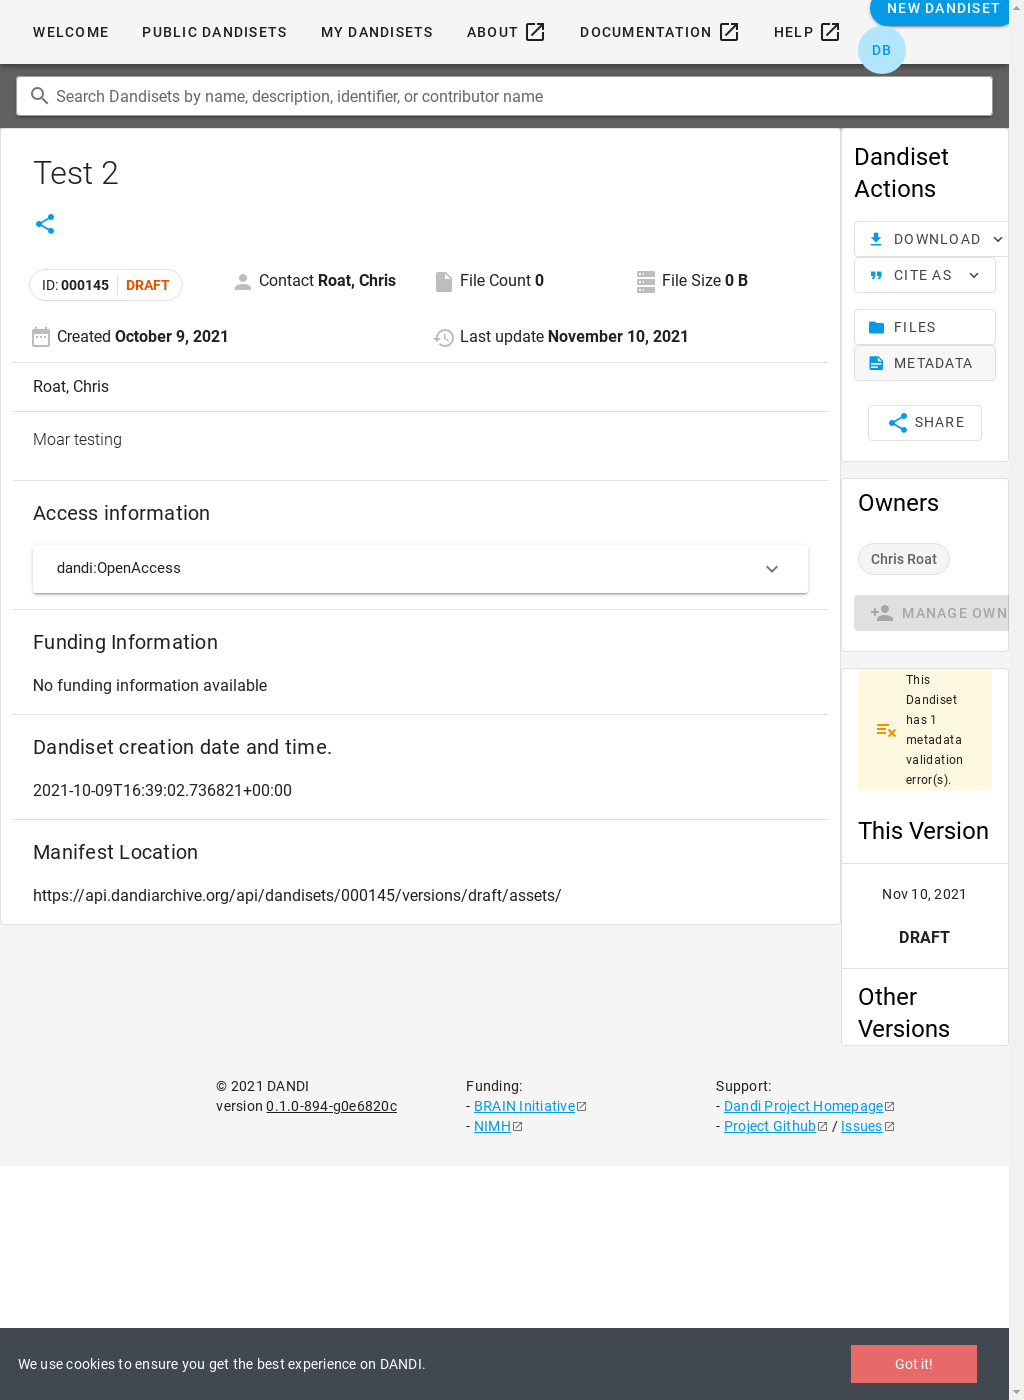 NEW DANDISET
WELCOME PUBLIC DANDISETS MY DANDISETS ABOUT DOCUMENTATION HELP
DB
Search Dandisets by name, description, identifier, or contributor name
Test 2
ID: 000145 DRAFT
Contact Roat, Chris
File Count 0
File Size 0 B
Created October 9, 2021
Last update November 10, 2021
Roat, Chris
Moar testing
Access information
dandi:OpenAccess
Funding Information
No funding information available
Dandiset creation date and time.
2021-10-09T16:39:02.736821+00:00
Manifest Location
https://api.dandiarchive.org/api/dandisets/000145/versions/draft/assets/
Dandiset
Actions
DOWNLOAD
CITE AS
FILES
METADATA
SHARE
Owners
Chris Roat
MANAGE OWN
This
Dandiset
has 1
metadata
validation
error(s).
This Version
Nov 10, 2021
DRAFT
Other
Versions
© 2021 DANDI
version 0.1.0-894-g0e6820c
Funding:
- BRAIN Initiative
- NIMH
Support:
- Dandi Project Homepage
- Project Github / Issues
We use cookies to ensure you get the best experience on DANDI.
Got it!